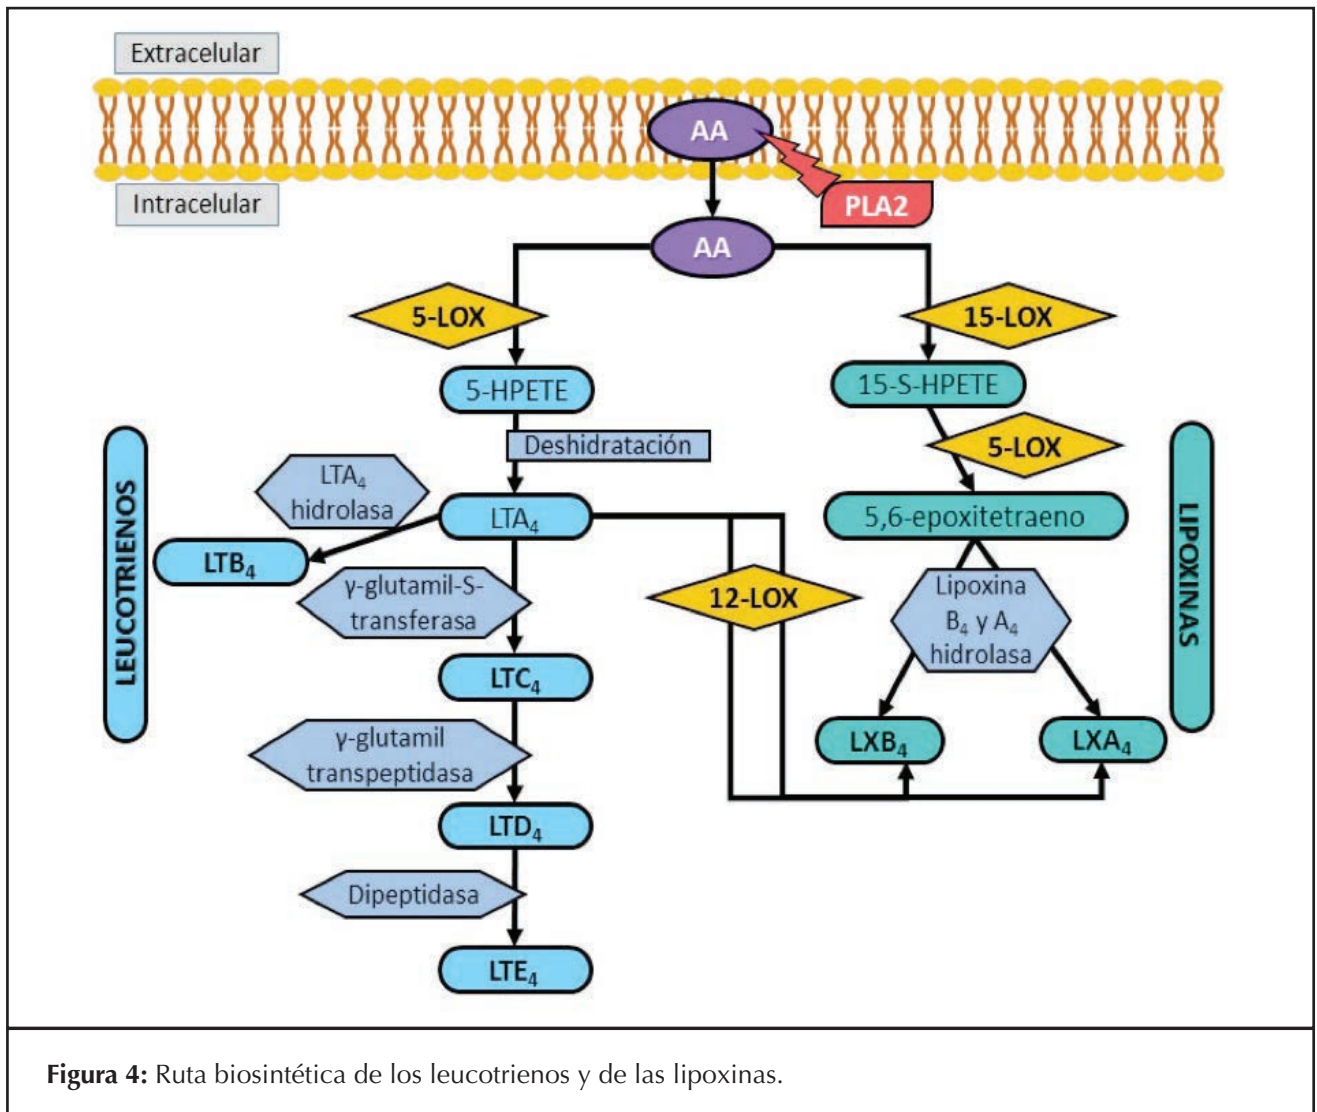 Extracelular
AA
Intracelular
PLA2
AA
5-LOX
15-LOX
5-HPETE
15-S-HPETE
Deshidratación
5-LOX
LTA4
hidrolasa
LTA4
5,6-epoxitetraeno
LEUCOTRIENOS
LIPOXINAS
LTB4
γ-glutamil-S-
transferasa
12-LOX
Lipoxina
B4 y A4
hidrolasa
LTC4
LXB4
LXA4
γ-glutamil
transpeptidasa
LTD4
Dipeptidasa
LTE4
Figura 4: Ruta biosintética de los leucotrienos y de las lipoxinas.